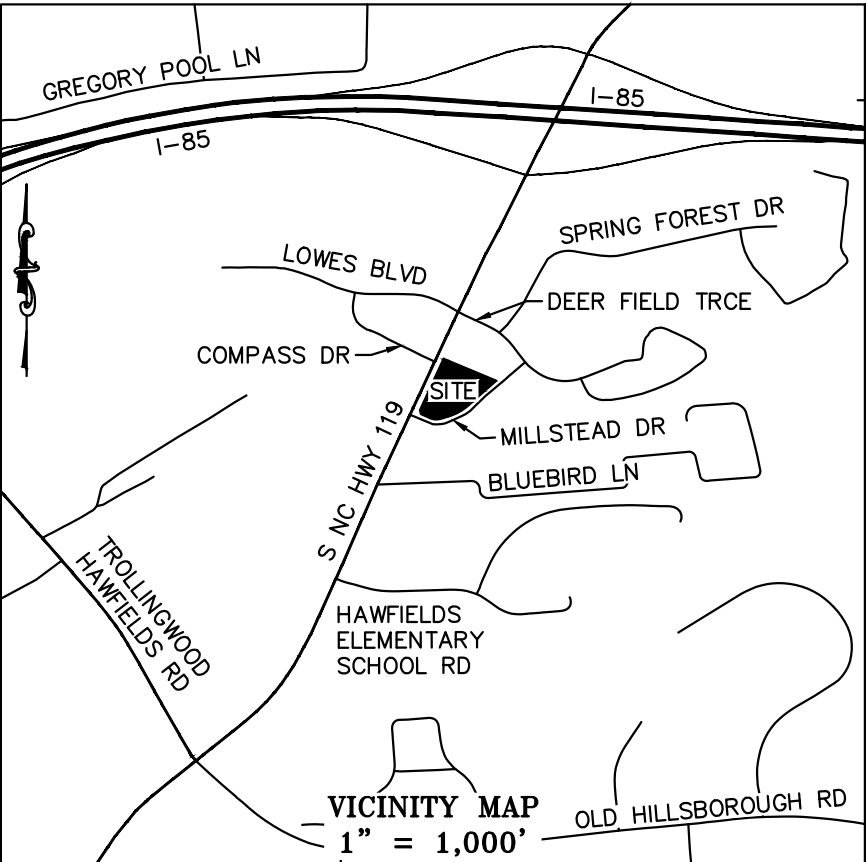 GREGORY POOL LN
I-85
I-85
SPRING FOREST DR
LOWES BLVD
DEER FIELD TRCE
COMPASS DR
SITE
MILLSTEAD DR
S NC HWY 119
BLUEBIRD LN
TROLLINGWOOD
HAWFIELDS RD
HAWFIELDS
ELEMENTARY
SCHOOL RD
VICINITY MAP
1" = 1,000'
OLD HILLSBOROUGH RD